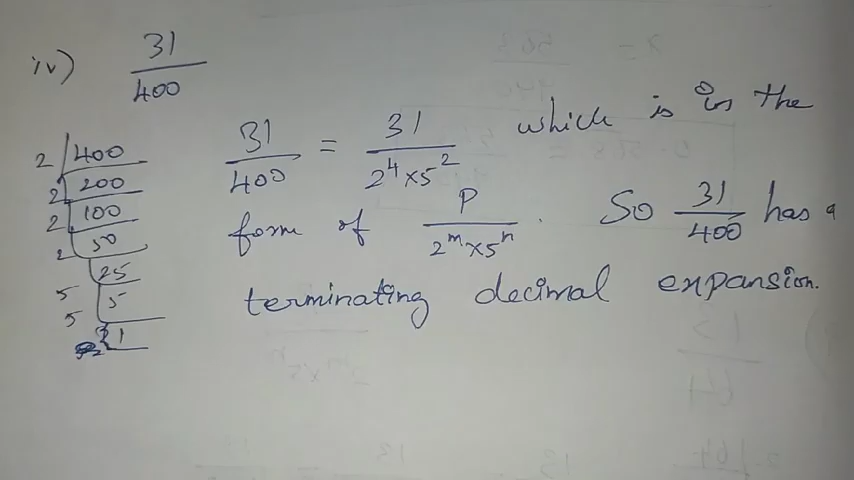 iv) 31/400
31/400 = 31/2^4×5^2 which is in the
form of P/2^m×5^n. So 31/400 has a
terminating decimal expansion.
2 | 400
2 | 200
2 | 100
2 | 50
5 | 25
5 | 5
1